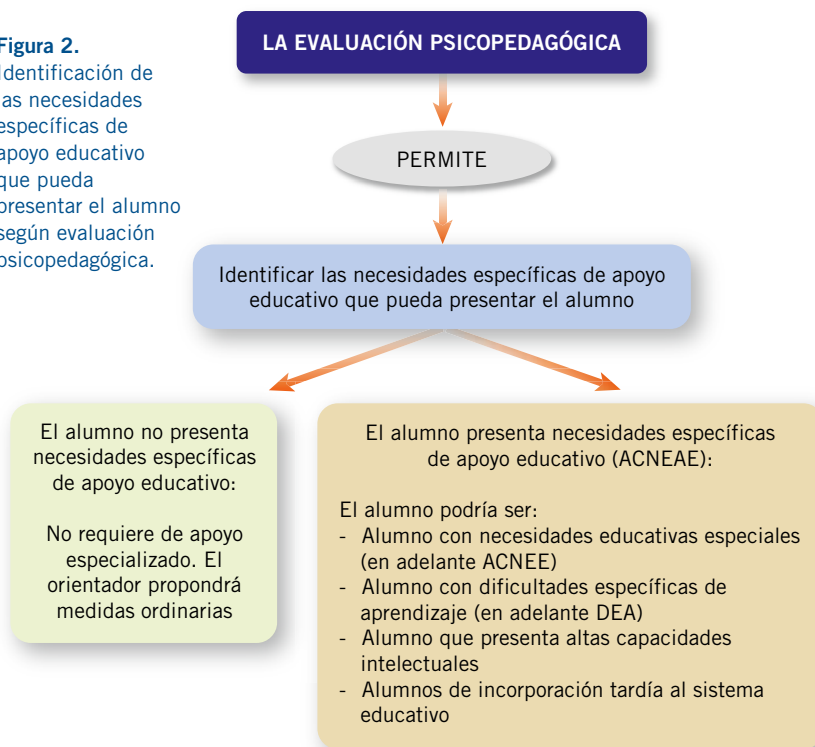 Figura 2.
Identificación de
las necesidades
específicas de
apoyo educativo
que pueda
presentar el alumno
según evaluación
psicopedagógica.
LA EVALUACIÓN PSICOPEDAGÓGICA
PERMITE
Identificar las necesidades específicas de apoyo
educativo que pueda presentar el alumno
El alumno no presenta
necesidades específicas
de apoyo educativo:
No requiere de apoyo
especializado. El
orientador propondrá
medidas ordinarias
El alumno presenta necesidades específicas
de apoyo educativo (ACNEAE):
El alumno podría ser:
- Alumno con necesidades educativas especiales
(en adelante ACNEE)
- Alumno con dificultades específicas de
aprendizaje (en adelante DEA)
- Alumno que presenta altas capacidades
intelectuales
- Alumnos de incorporación tardía al sistema
educativo